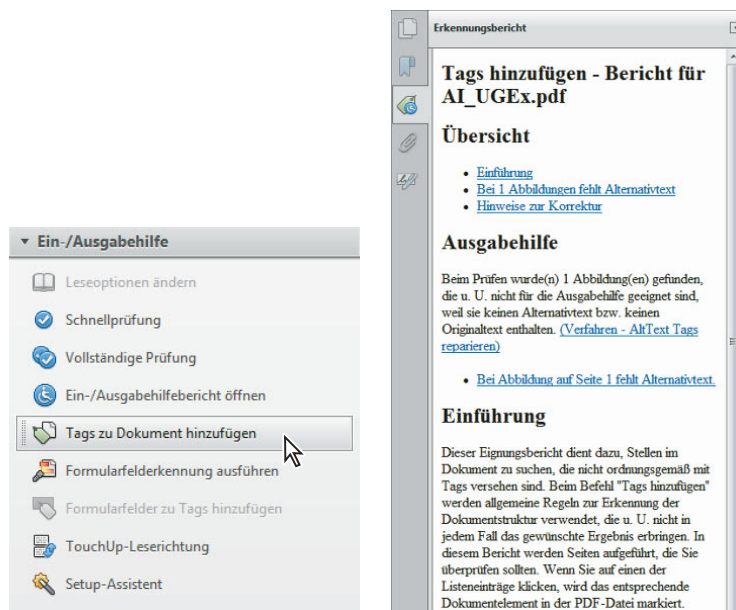 Ein-/Ausgabehilfe
Leseoptionen ändern
Schnellprüfung
Vollständige Prüfung
Ein-/Ausgabehilfebericht öffnen
Tags zu Dokument hinzufügen
Formularfelderkennung ausführen
Formularfelder zu Tags hinzufügen
TouchUp-Leserichtung
Setup-Assistent
Erkennungsbericht
Tags hinzufügen - Bericht für
AI_UGEx.pdf
Übersicht
• Einführung
• Bei 1 Abbildungen fehlt Alternativtext
• Hinweise zur Korrektur
Ausgabehilfe
Beim Prüfen wurde(n) 1 Abbildung(en) gefunden,
die u. U. nicht für die Ausgabehilfe geeignet sind,
weil sie keinen Alternativtext bzw. keinen
Originaltext enthalten. (Verfahren - AltText Tags
reparieren)
• Bei Abbildung auf Seite 1 fehlt Alternativtext.
Einführung
Dieser Eignungsbericht dient dazu, Stellen im
Dokument zu suchen, die nicht ordnungsgemäß mit
Tags versehen sind. Beim Befehl "Tags hinzufügen"
werden allgemeine Regeln zur Erkennung der
Dokumentstruktur verwendet, die u. U. nicht in
jedem Fall das gewünschte Ergebnis erbringen. In
diesem Bericht werden Seiten aufgeführt, die Sie
überprüfen sollten. Wenn Sie auf einen der
Listeneinträge klicken, wird das entsprechende
Dokumentelement in der PDF-Datei markiert.